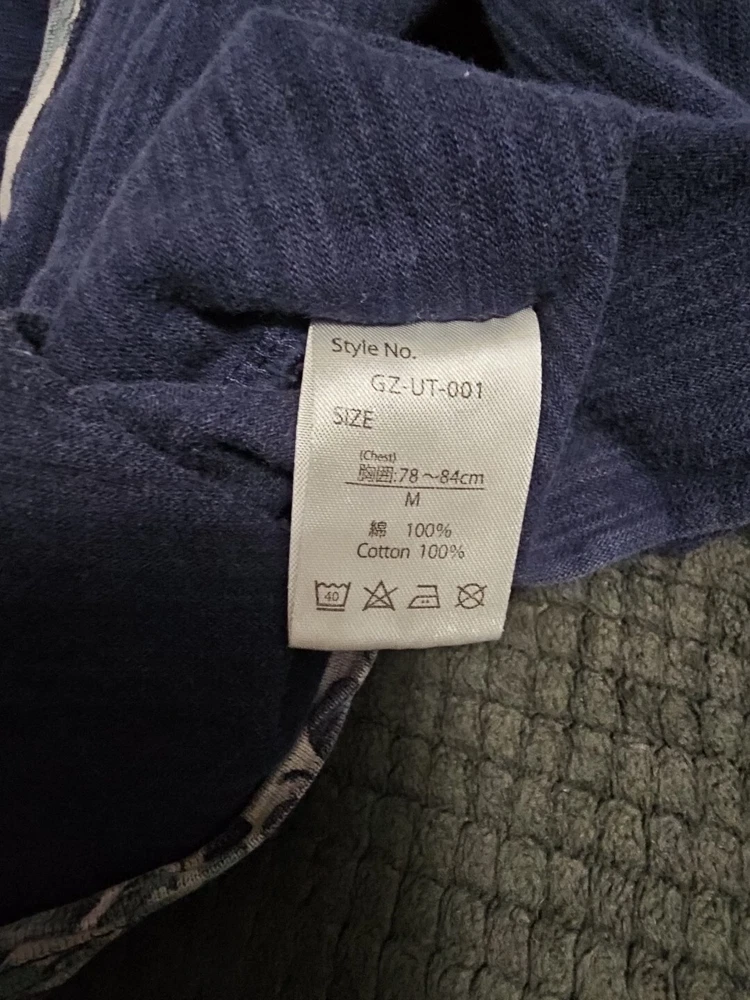 Style No.
GZ-UT-001
SIZE
(Chest)
胸囲:78～84cm
M
綿 100%
Cotton 100%
40